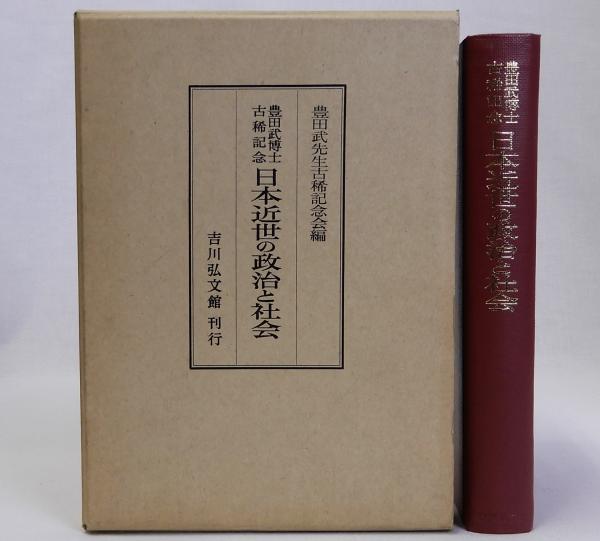 豊田武先生古稀記念会編
豊田武博士
古稀記念
日本近世の政治と社会
吉川弘文館 刊行
豊田武博士
古稀記念
日本近世の政治と社会